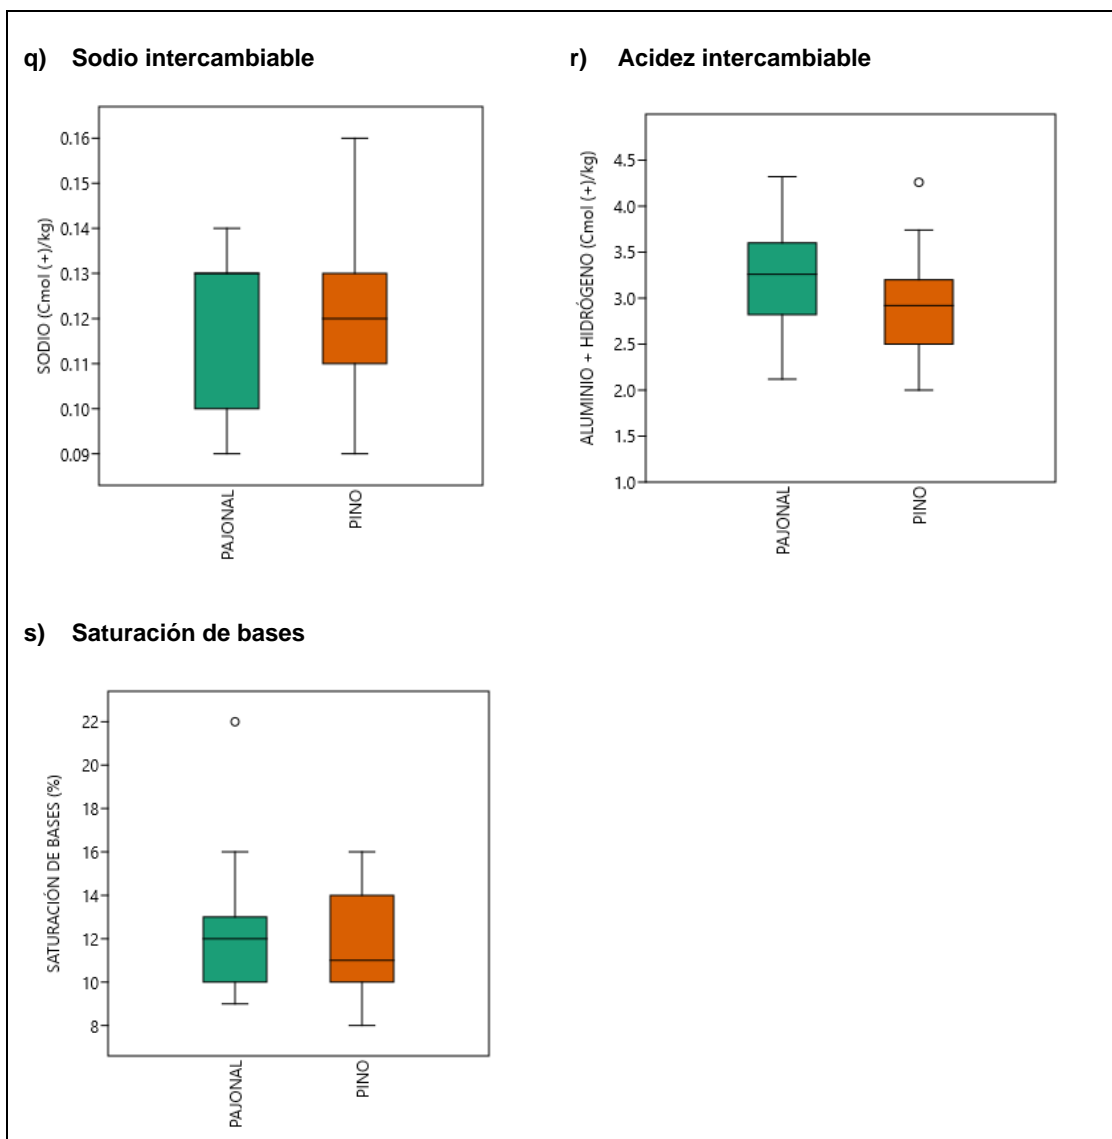 q) Sodio intercambiable
0.16
0.15
0.14
0.13
0.12
0.11
0.10
0.09
SODIO (Cmol (+)/kg)
PAJONAL
PINO
r) Acidez intercambiable
4.5
4.0
3.5
3.0
2.5
2.0
1.5
1.0
ALUMINIO + HIDRÓGENO (Cmol (+)/kg)
PAJONAL
PINO
s) Saturación de bases
22
20
18
16
14
12
10
8
SATURACIÓN DE BASES (%)
PAJONAL
PINO